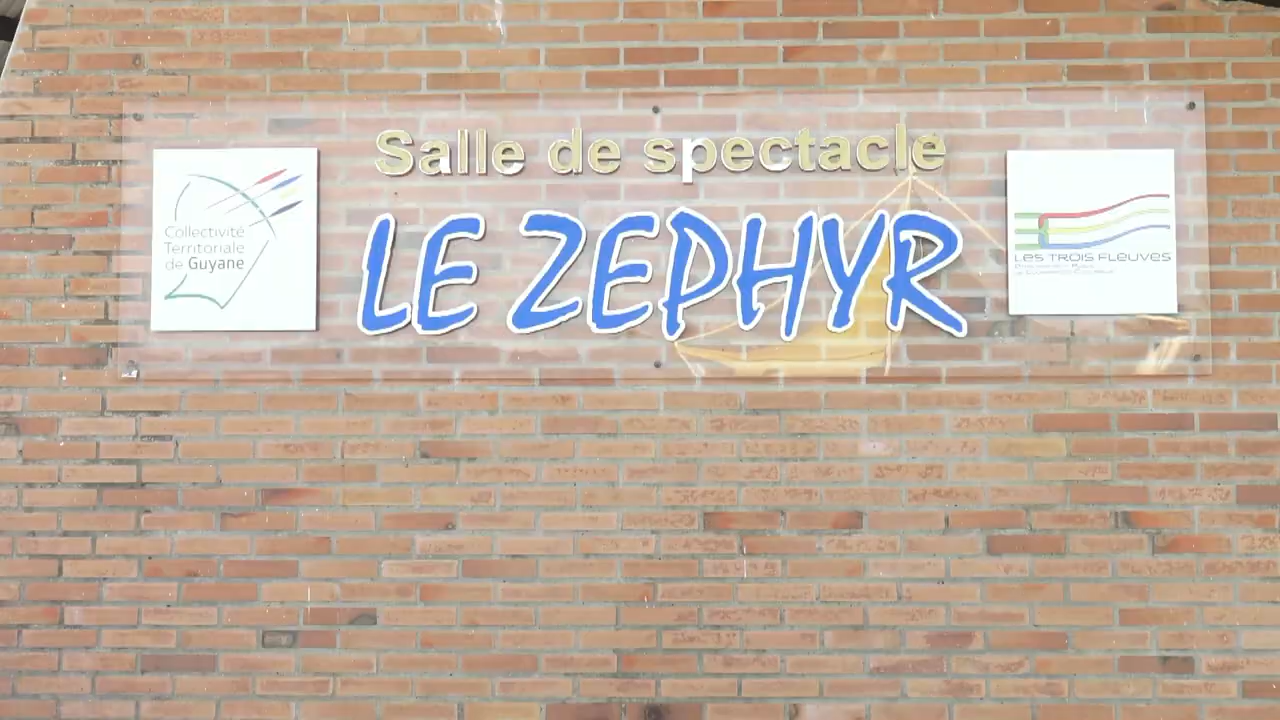 Salle de spectacle
LE ZEPHYR
Collectivité
Territoriale
de Guyane
LES TROIS FLEUVES